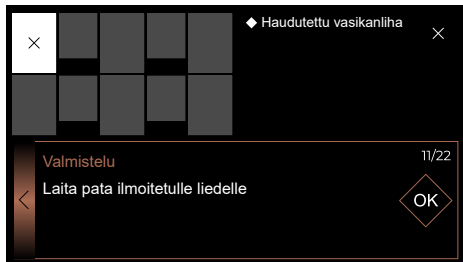 ◆ Haudutettu vasikanliha
Valmistelu
11/22
Laita pata ilmoitetulle liedelle
OK